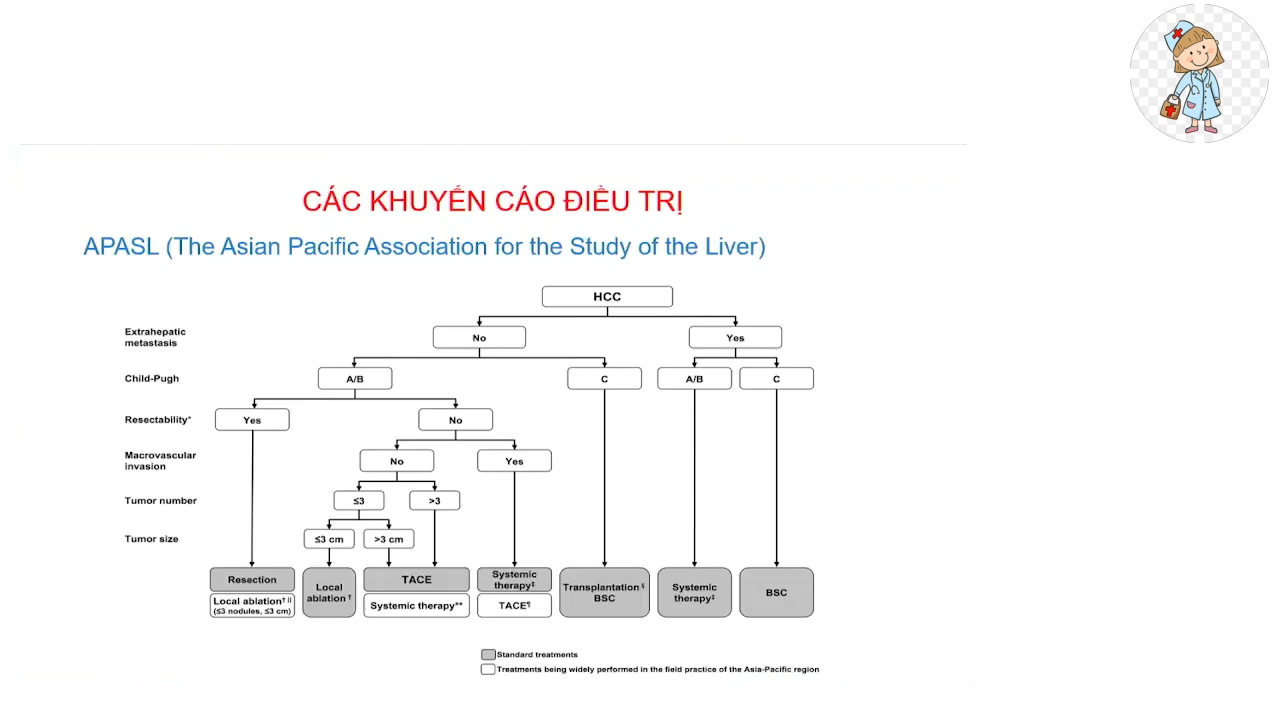 CÁC KHUYẾN CÁO ĐIỀU TRỊ
APASL (The Asian Pacific Association for the Study of the Liver)
HCC
Extrahepatic
metastasis
No
Yes
Child-Pugh
A/B
C
A/B
C
Resectability*
Yes
No
Macrovascular
invasion
No
Yes
Tumor number
≤3
>3
Tumor size
≤3 cm
>3 cm
Resection
Local ablation† ||
(≤3 nodules, ≤3 cm)
Local
ablation †
TACE
Systemic therapy**
Systemic
therapy‡
TACE¶
Transplantation§
BSC
Systemic
therapy‡
BSC
Standard treatments
Treatments being widely performed in the field practice of the Asia-Pacific region